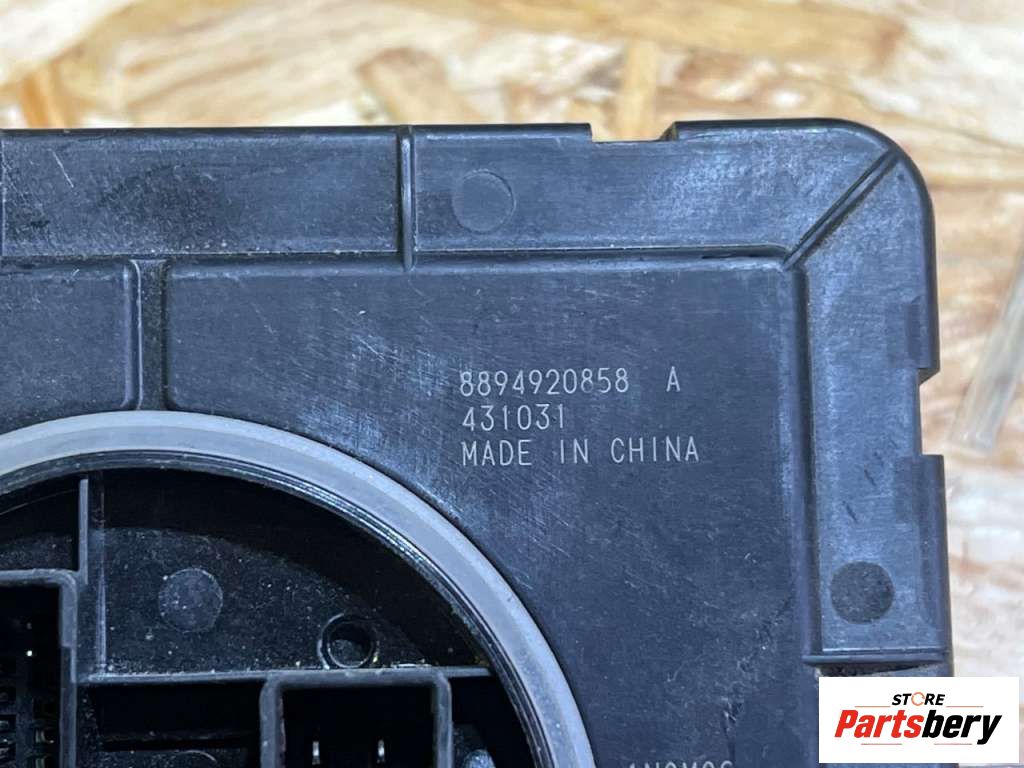 8894920858 A
431031
MADE IN CHINA
STORE
Partsbery